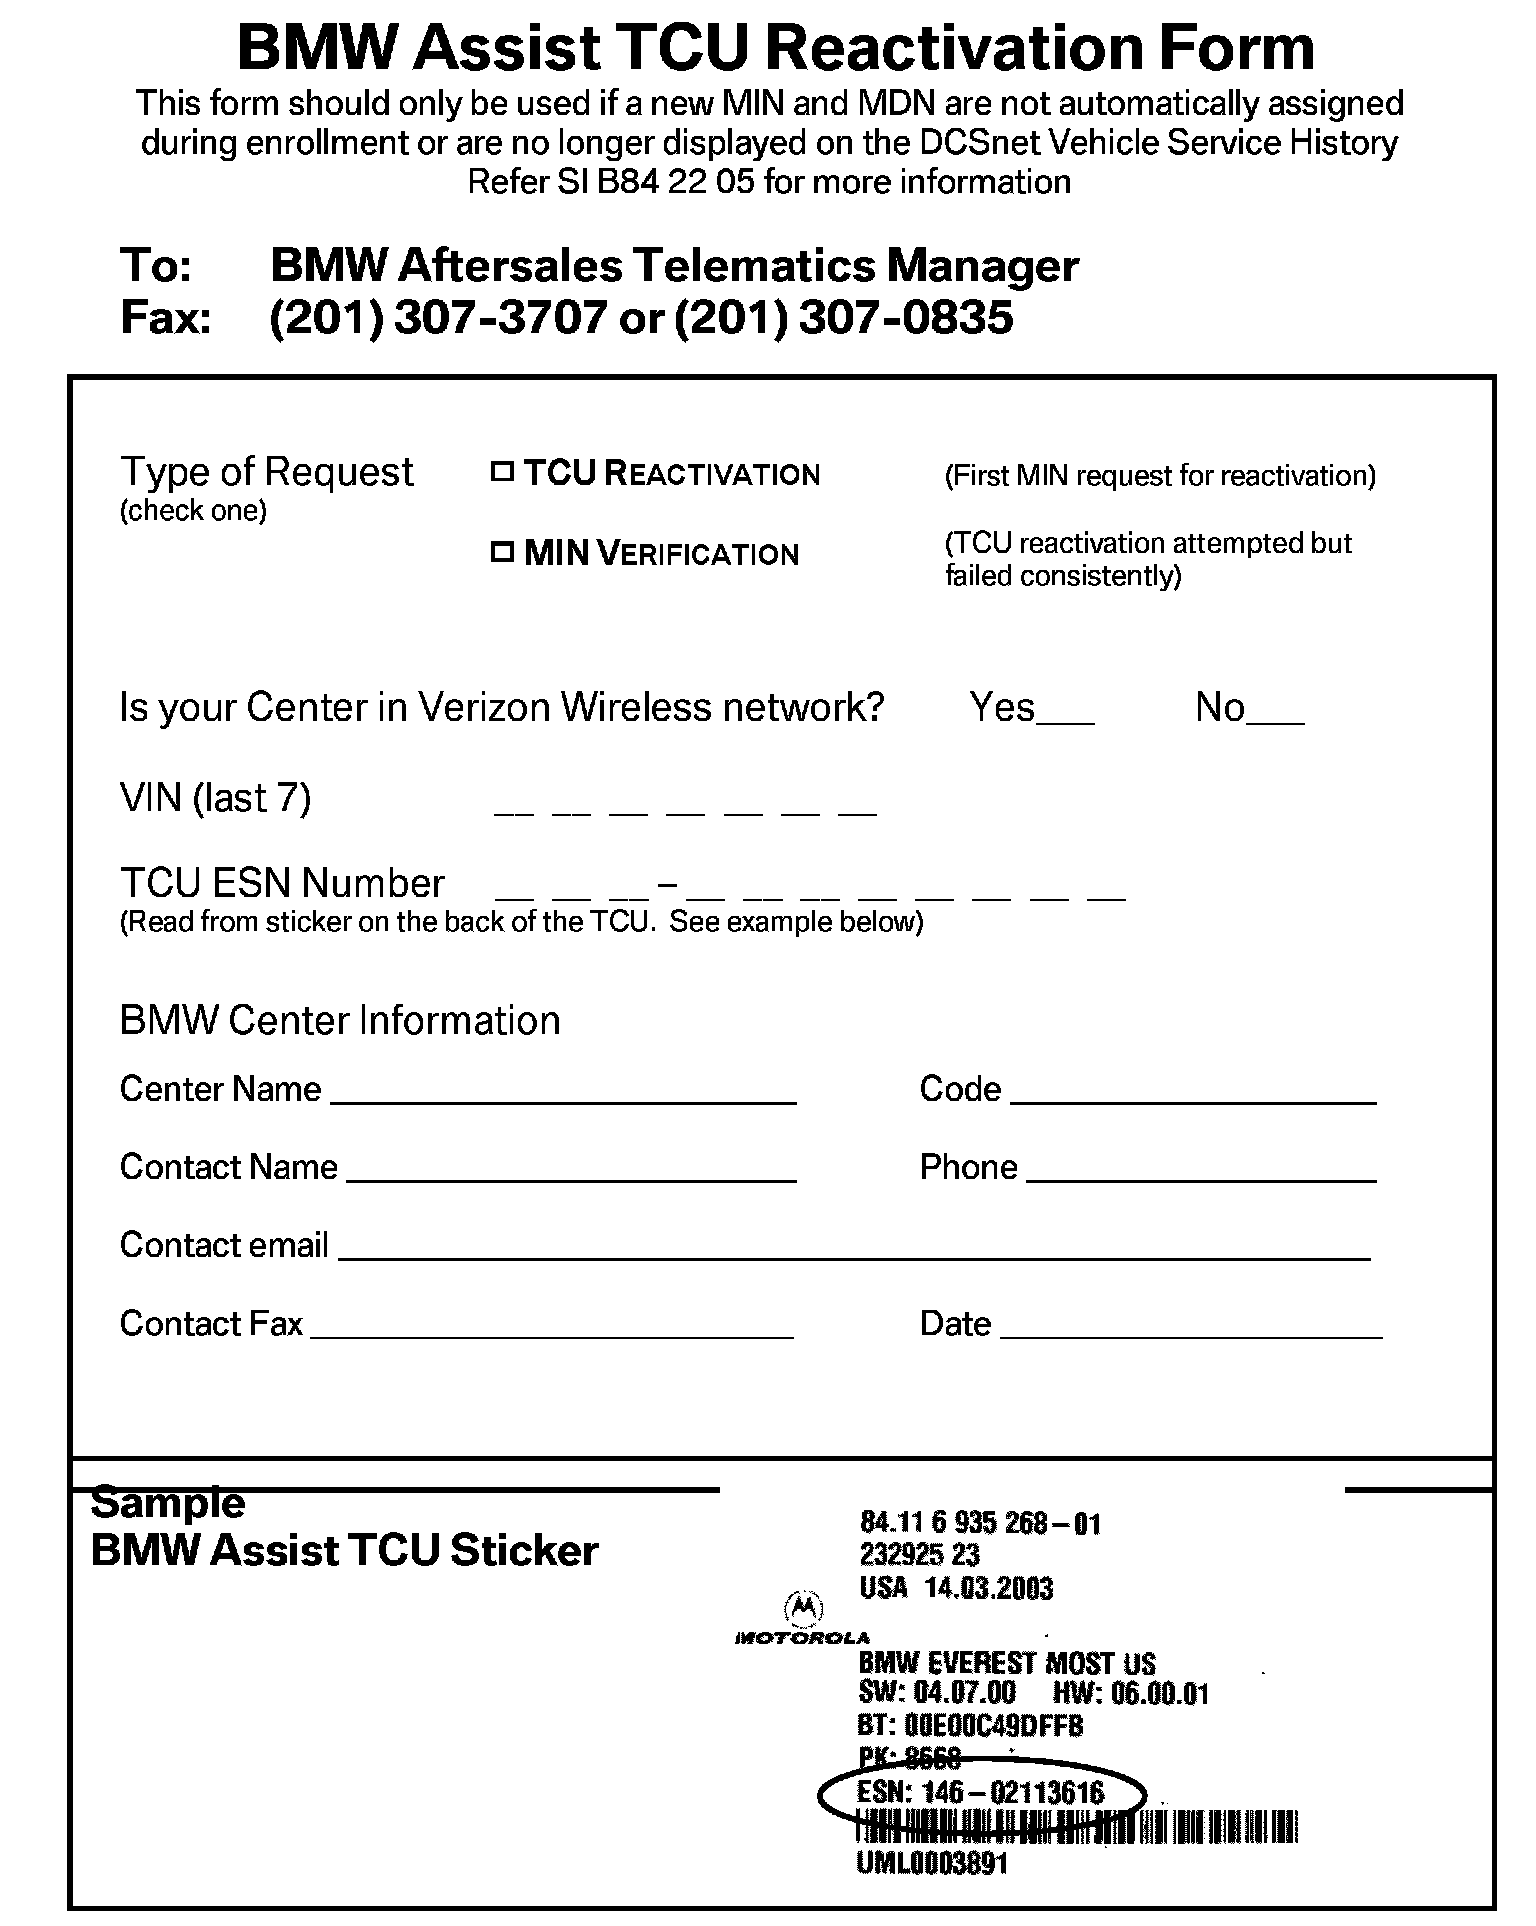 BMW Assist TCU Reactivation Form
This form should only be used if a new MIN and MDN are not automatically assigned
during enrollment or are no longer displayed on the DCSnet Vehicle Service History
Refer SI B84 22 05 for more information
To: BMW Aftersales Telematics Manager
Fax: (201) 307-3707 or (201) 307-0835
Type of Request ☐ TCU REACTIVATION (First MIN request for reactivation)
(check one)
☐ MIN VERIFICATION (TCU reactivation attempted but
failed consistently)
Is your Center in Verizon Wireless network? Yes___ No___
VIN (last 7) __ __ __ __ __ __ __
TCU ESN Number __ __ __ – __ __ __ __ __ __ __ __
(Read from sticker on the back of the TCU. See example below)
BMW Center Information
Center Name ____ Code ____
Contact Name ____ Phone ____
Contact email ____
Contact Fax ____ Date ____
Sample
BMW Assist TCU Sticker
84.11 6 935 268–01
232925 23
USA 14.03.2003
MOTOROLA
BMW EVEREST MOST US
SW: 04.07.00 HW: 06.00.01
BT: 00E00C49DFFB
PK: 8668
ESN: 146–02113616
UML0003891